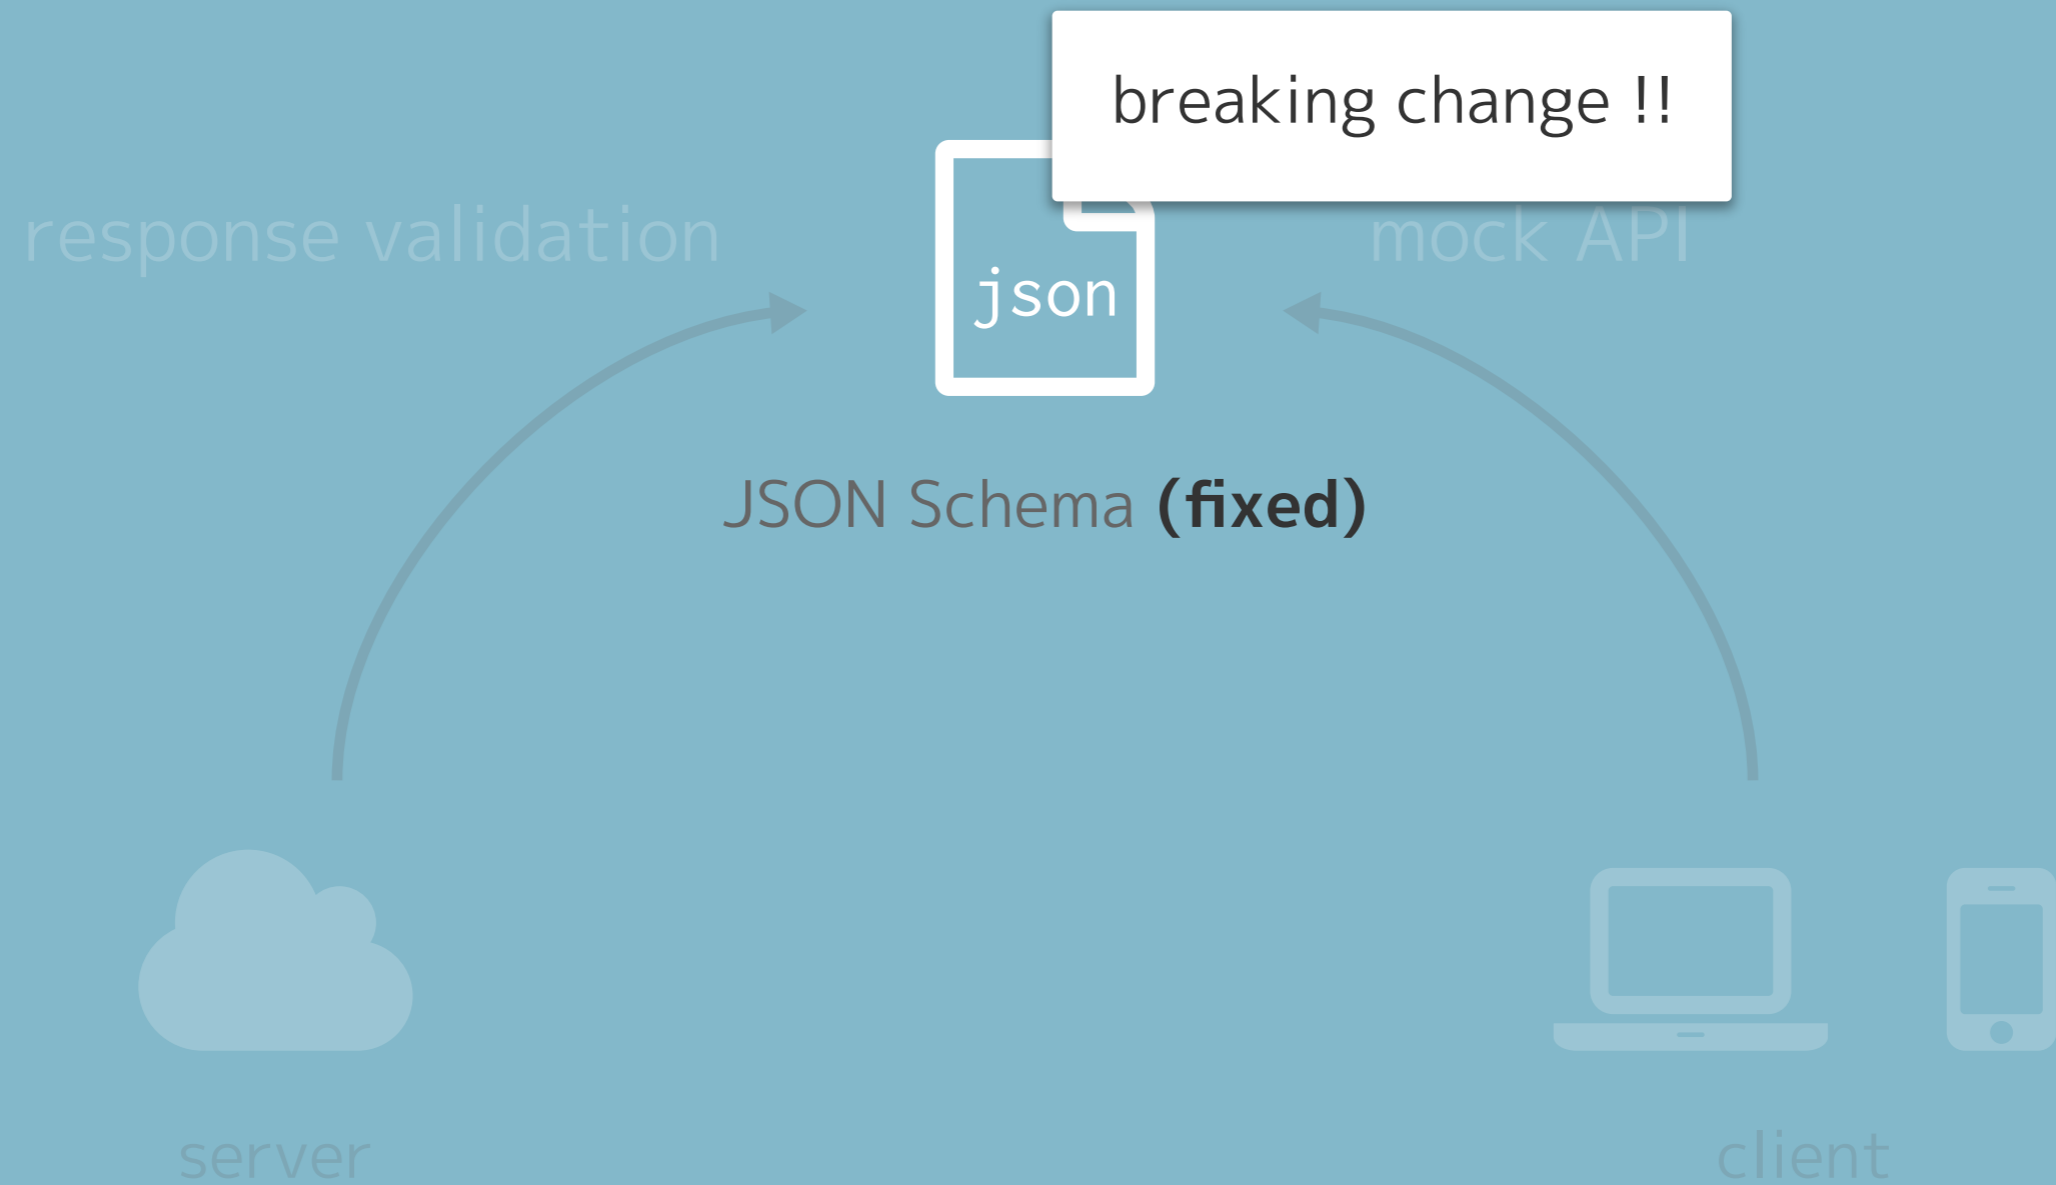 breaking change !!
response validation
mock API
json
JSON Schema (fixed)
server
client